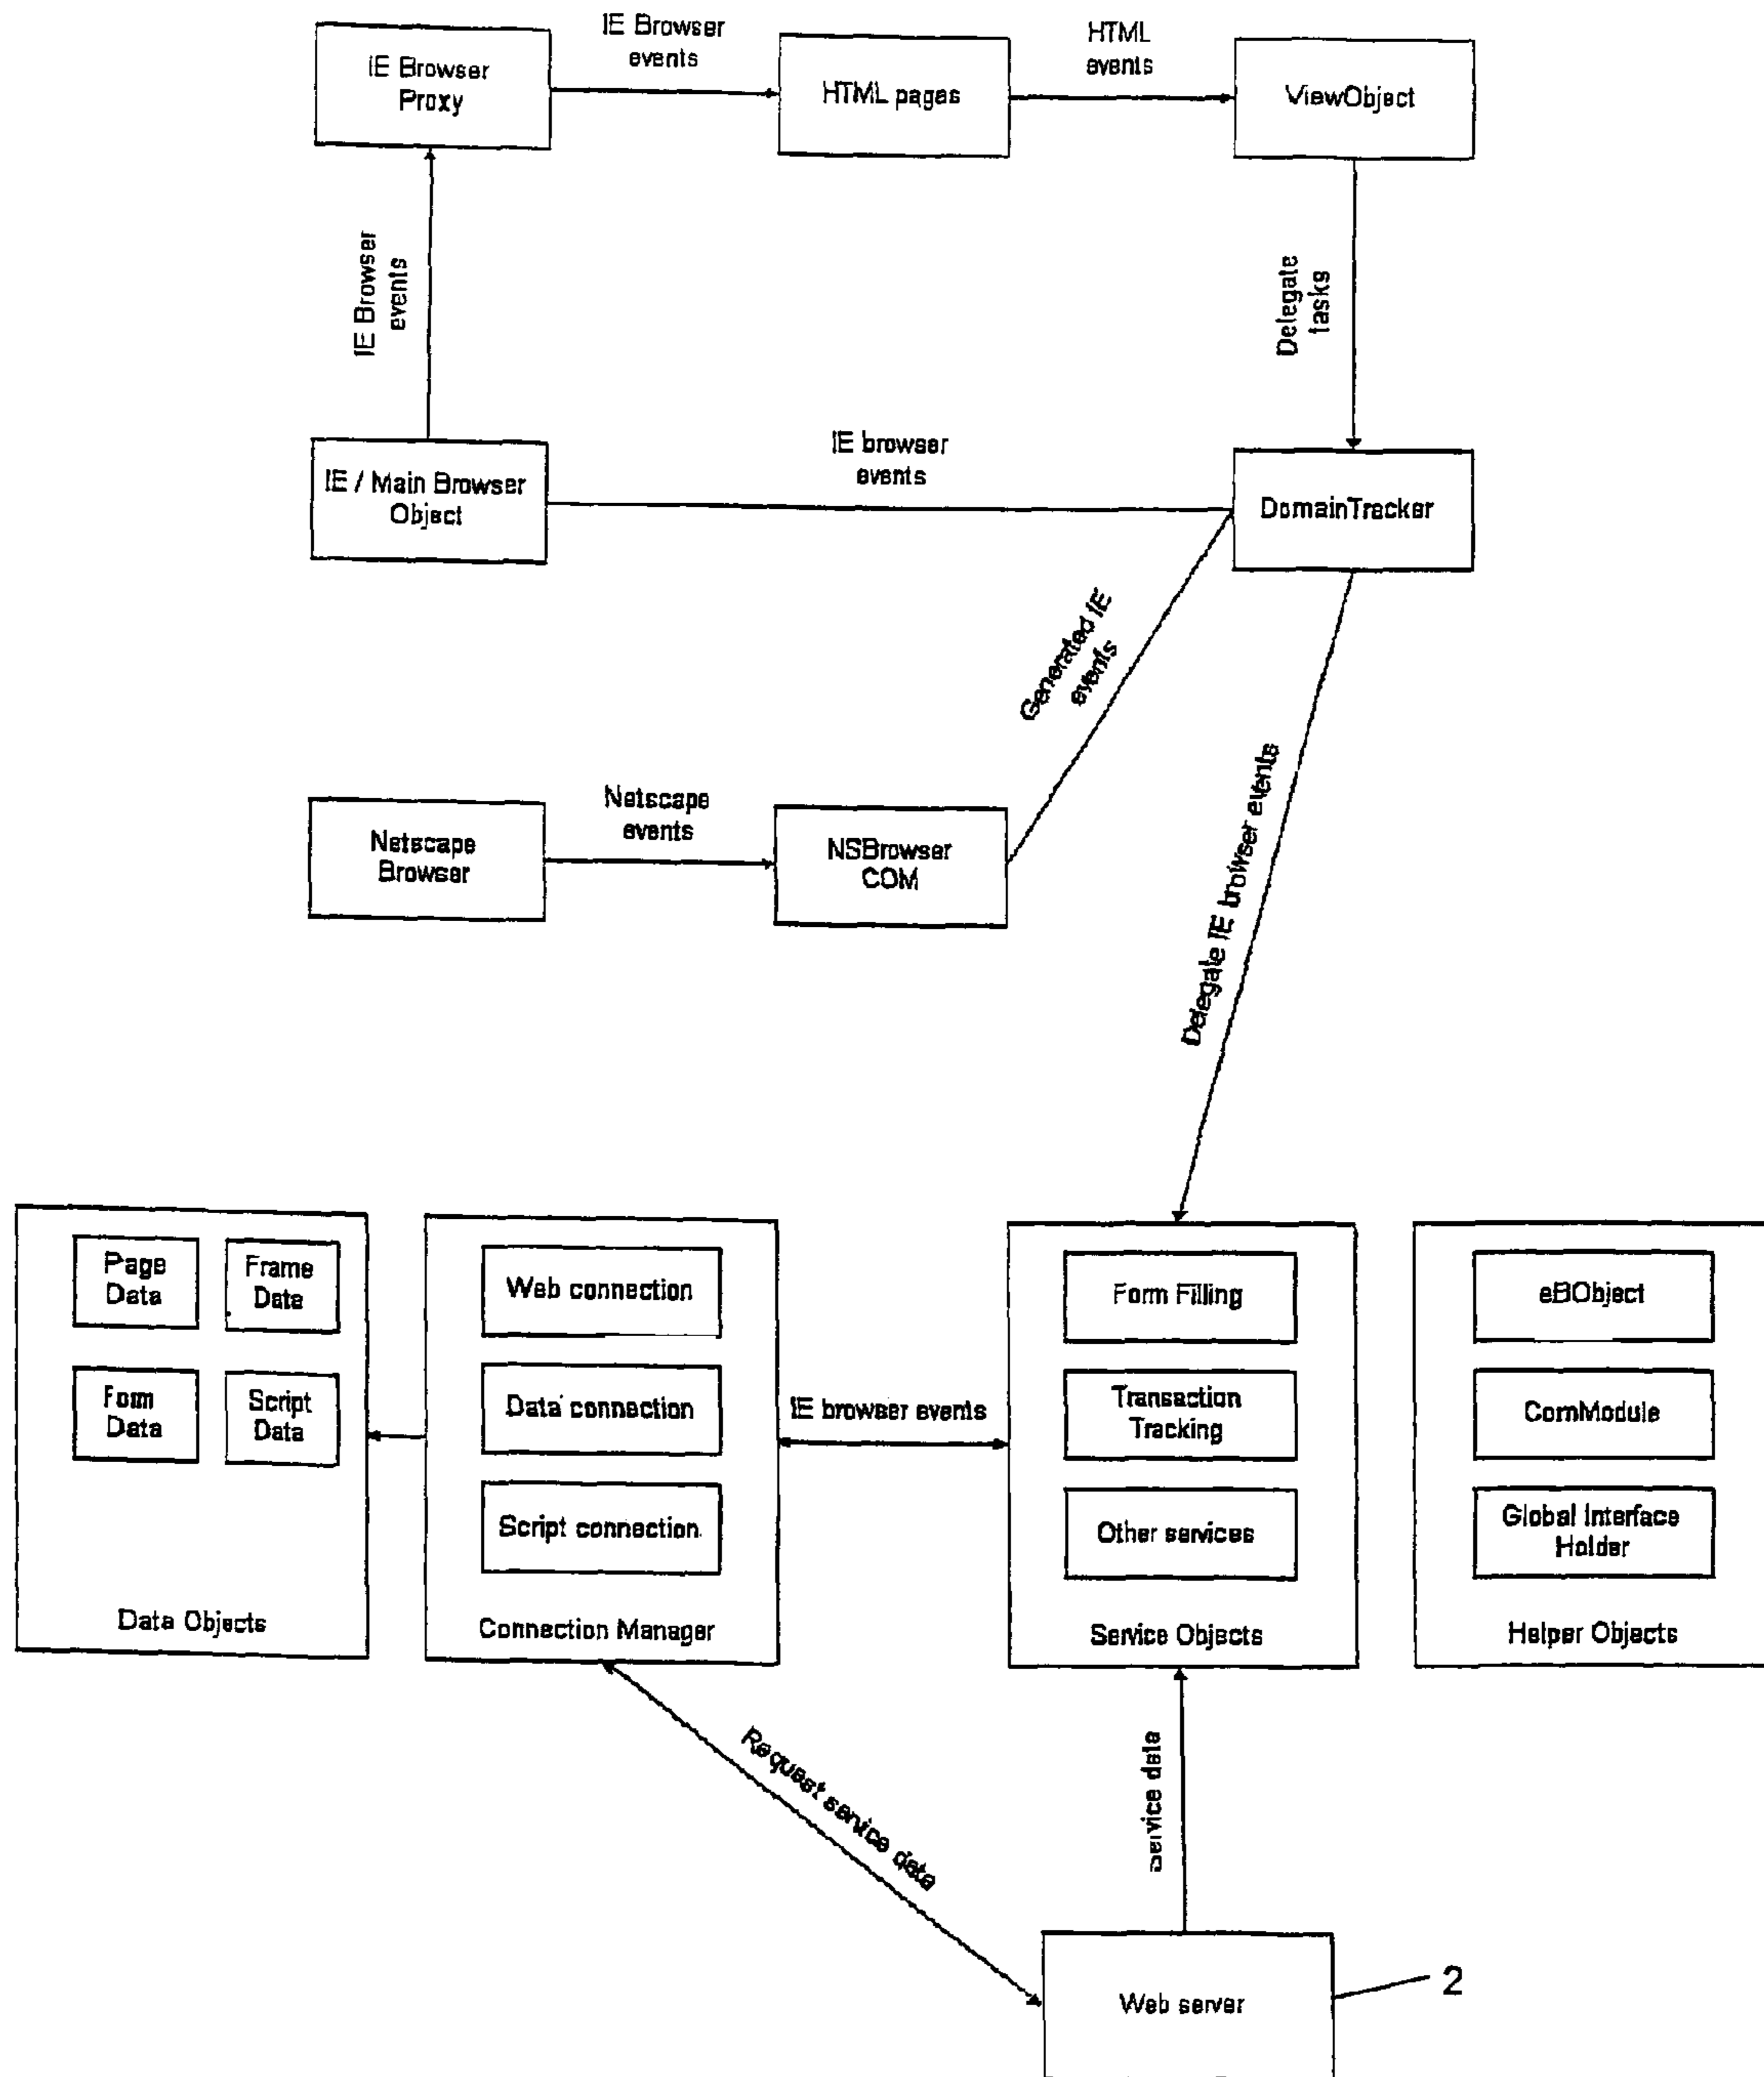 IE Browser
events
HTML
events
IE Browser
Proxy
HTML pages
ViewObject
IE Browser
events
Delegate
tasks
IE browser
events
IE / Main Browser
Object
DomainTracker
Generated IE
events
Netscape
events
Netscape
Browser
NSBrowser
COM
Delegate IE browser events
Page
Data
Frame
Data
Web connection
Form Filling
eBObject
Form
Data
Script
Data
Data connection
IE browser events
Transaction
Tracking
ComModule
Script connection
Other services
Global Interface
Holder
Data Objects
Connection Manager
Service Objects
Helper Objects
Request service data
service data
Web server
2